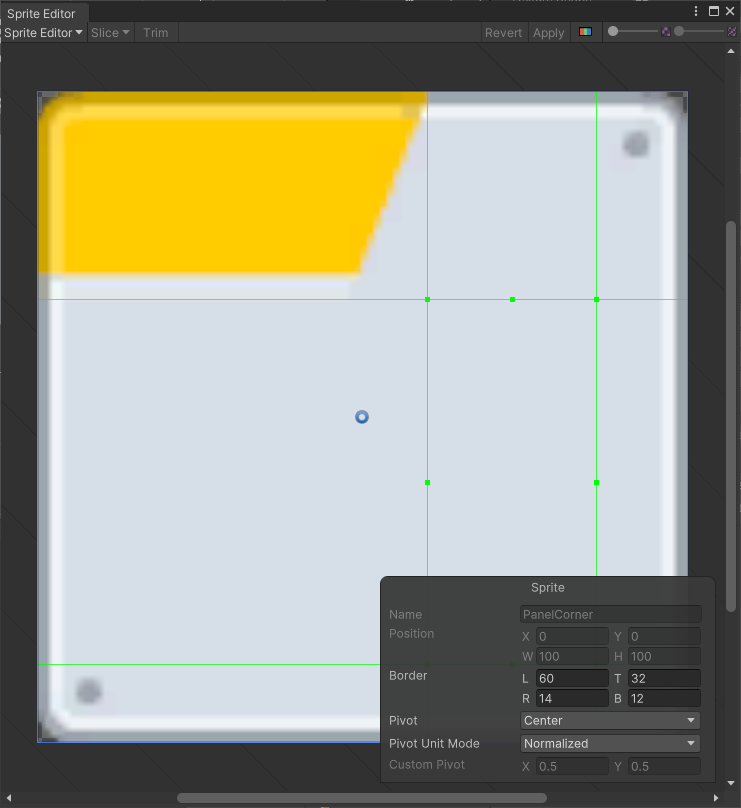 Sprite Editor
Sprite Editor Slice Trim Revert Apply
Sprite
Name PanelCorner
Position X 0 Y 0
W 100 H 100
Border L 60 T 32
R 14 B 12
Pivot Center
Pivot Unit Mode Normalized
Custom Pivot X 0.5 Y 0.5